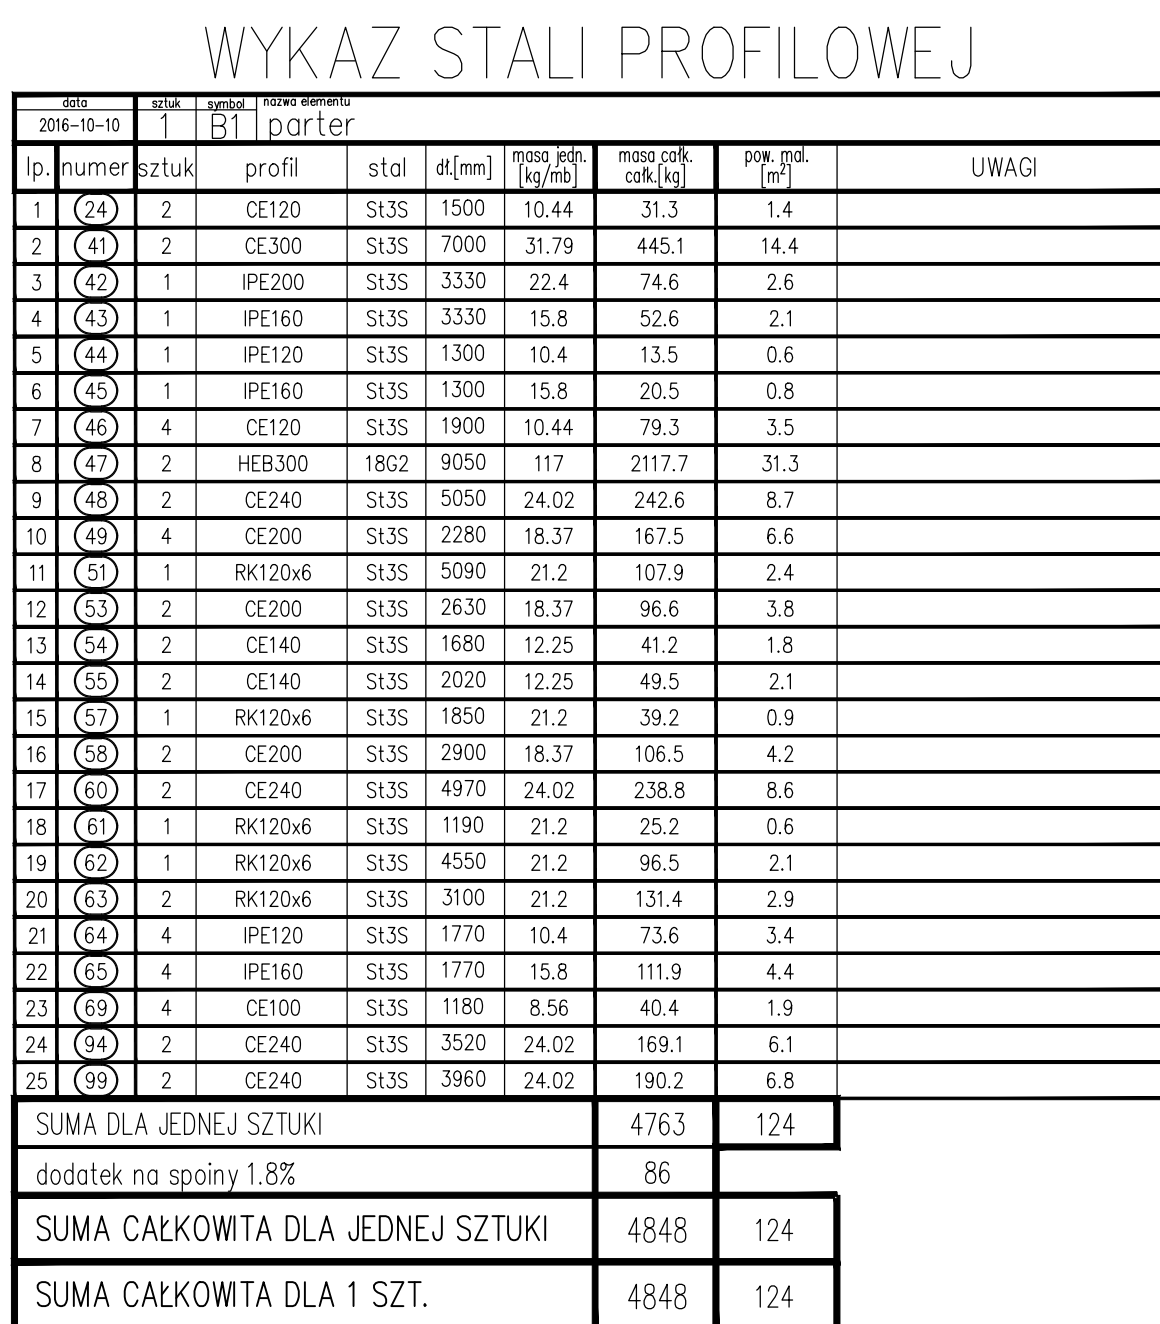 WYKAZ STALI PROFILOWEJ
data sztuk symbol nazwa elementu
2016-10-10 1 B1 parter
lp. numer sztuk profil stal dł.[mm] masa jedn. [kg/mb] masa całk. całk.[kg] pow. mal. [m²] UWAGI
1 24 2 CE120 St3S 1500 10.44 31.3 1.4
2 41 2 CE300 St3S 7000 31.79 445.1 14.4
3 42 1 IPE200 St3S 3330 22.4 74.6 2.6
4 43 1 IPE160 St3S 3330 15.8 52.6 2.1
5 44 1 IPE120 St3S 1300 10.4 13.5 0.6
6 45 1 IPE160 St3S 1300 15.8 20.5 0.8
7 46 4 CE120 St3S 1900 10.44 79.3 3.5
8 47 2 HEB300 18G2 9050 117 2117.7 31.3
9 48 2 CE240 St3S 5050 24.02 242.6 8.7
10 49 4 CE200 St3S 2280 18.37 167.5 6.6
11 51 1 RK120x6 St3S 5090 21.2 107.9 2.4
12 53 2 CE200 St3S 2630 18.37 96.6 3.8
13 54 2 CE140 St3S 1680 12.25 41.2 1.8
14 55 2 CE140 St3S 2020 12.25 49.5 2.1
15 57 1 RK120x6 St3S 1850 21.2 39.2 0.9
16 58 2 CE200 St3S 2900 18.37 106.5 4.2
17 60 2 CE240 St3S 4970 24.02 238.8 8.6
18 61 1 RK120x6 St3S 1190 21.2 25.2 0.6
19 62 1 RK120x6 St3S 4550 21.2 96.5 2.1
20 63 2 RK120x6 St3S 3100 21.2 131.4 2.9
21 64 4 IPE120 St3S 1770 10.4 73.6 3.4
22 65 4 IPE160 St3S 1770 15.8 111.9 4.4
23 69 4 CE100 St3S 1180 8.56 40.4 1.9
24 94 2 CE240 St3S 3520 24.02 169.1 6.1
25 99 2 CE240 St3S 3960 24.02 190.2 6.8
SUMA DLA JEDNEJ SZTUKI 4763 124
dodatek na spoiny 1.8% 86
SUMA CAŁKOWITA DLA JEDNEJ SZTUKI 4848 124
SUMA CAŁKOWITA DLA 1 SZT. 4848 124